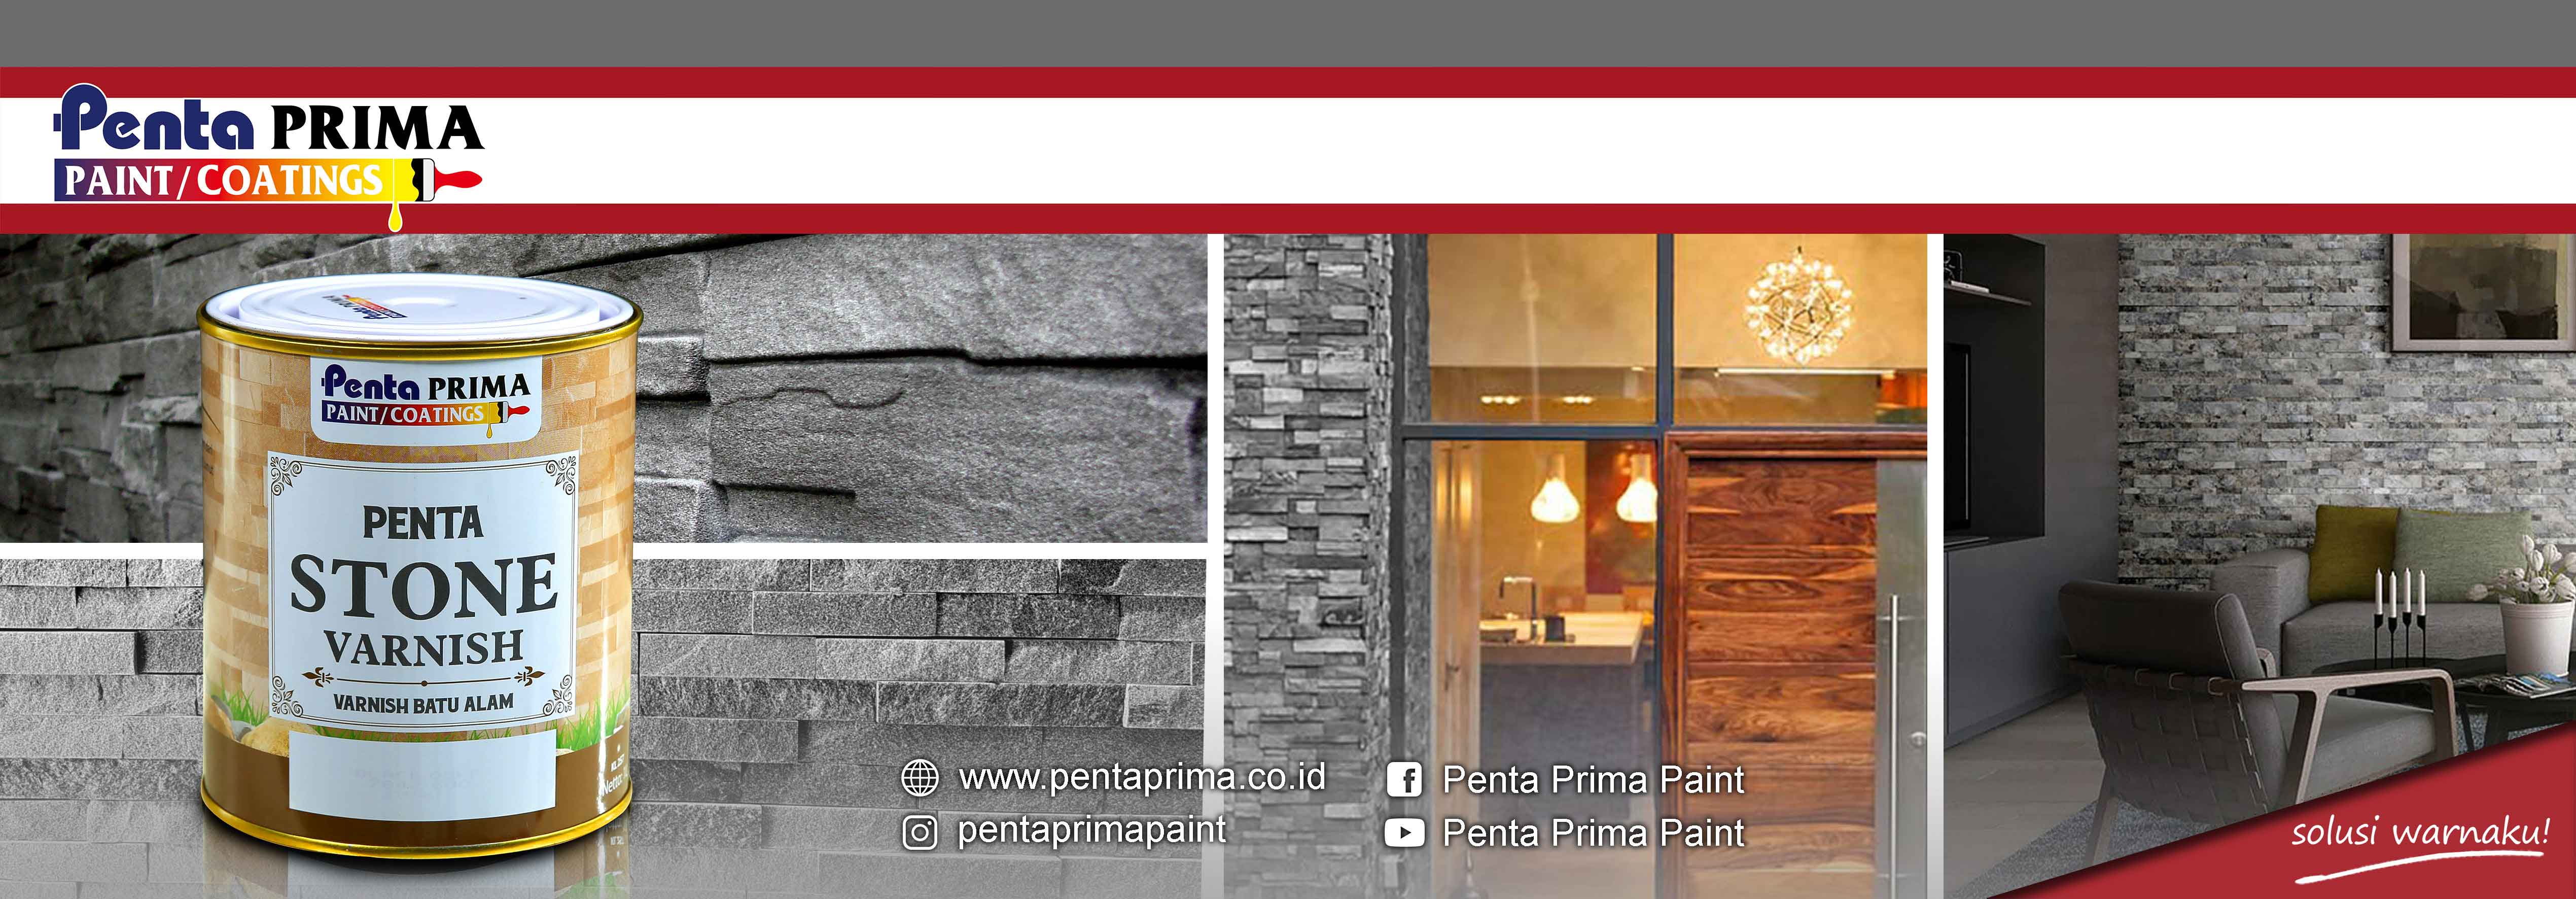 Penta PRIMA
PAINT/COATINGS
Penta PRIMA
PAINT/COATINGS
PENTA
STONE
VARNISH
VARNISH BATU ALAM
www.pentaprima.co.id
pentaprimapaint
Penta Prima Paint
Penta Prima Paint
solusi warnaku!